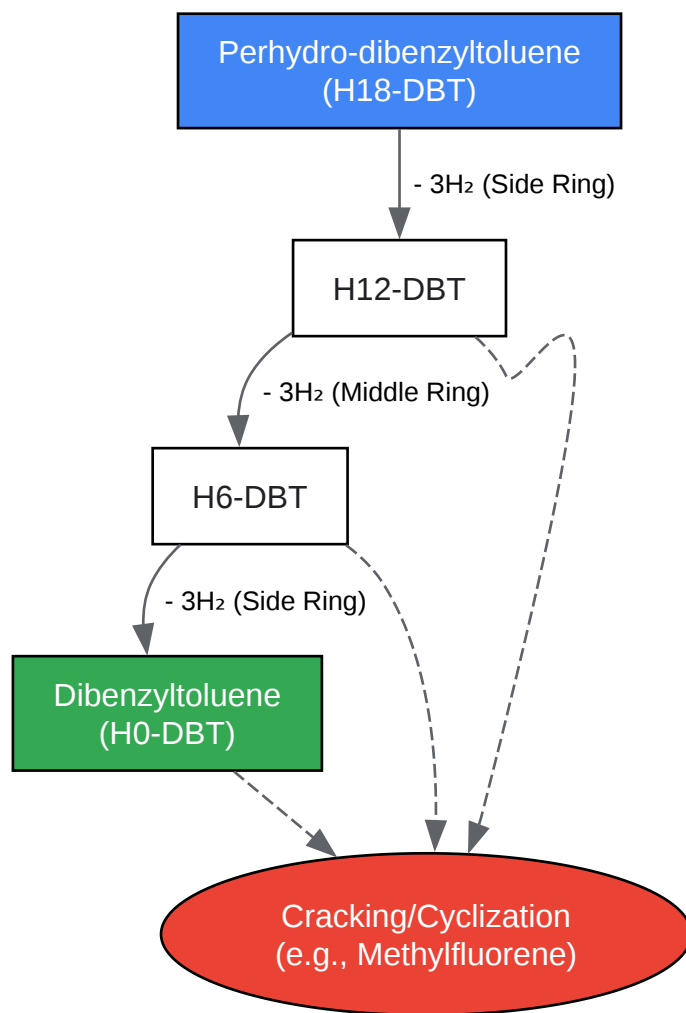 Perhydro-dibenzyltoluene
(H18-DBT)
- 3H₂ (Side Ring)
H12-DBT
- 3H₂ (Middle Ring)
H6-DBT
- 3H₂ (Side Ring)
Dibenzyltoluene
(H0-DBT)
Cracking/Cyclization
(e.g., Methylfluorene)